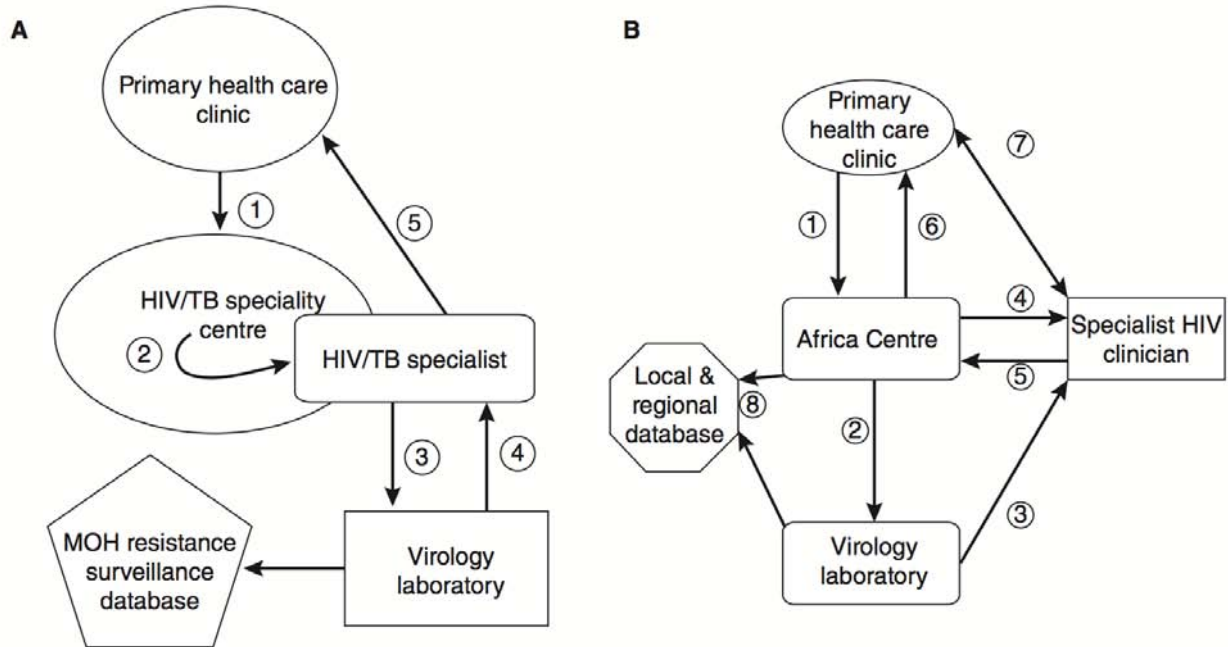 A
Primary health care
clinic
1
5
HIV/TB speciality
centre
2
HIV/TB specialist
3
4
MOH resistance
surveillance
database
Virology
laboratory
B
Primary
health care
clinic
7
1
6
4
Africa Centre
Specialist HIV
clinician
5
Local &
regional
database
8
2
3
Virology
laboratory